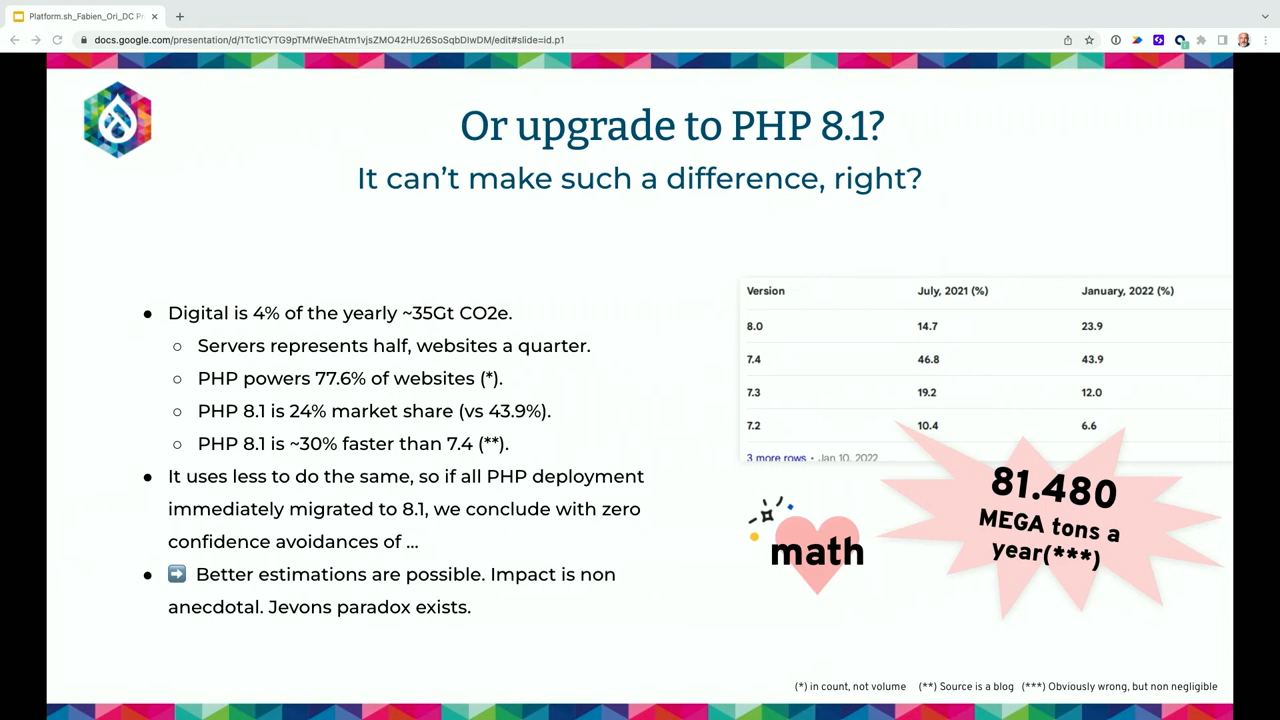 Platform.sh_Fabien_Ori_DC Pr
docs.google.com/presentation/d/1Tc1iCYTG9pTMfWeEhAtm1vjsZMO42HU26SoSqbDlwDM/edit#slide=id.p1
Or upgrade to PHP 8.1?
It can’t make such a difference, right?
● Digital is 4% of the yearly ~35Gt CO2e.
○ Servers represents half, websites a quarter.
○ PHP powers 77.6% of websites (*).
○ PHP 8.1 is 24% market share (vs 43.9%).
○ PHP 8.1 is ~30% faster than 7.4 (**).
● It uses less to do the same, so if all PHP deployment
immediately migrated to 8.1, we conclude with zero
confidence avoidances of ...
● ➡️ Better estimations are possible. Impact is non
anecdotal. Jevons paradox exists.
Version July, 2021 (%) January, 2022 (%)
8.0 14.7 23.9
7.4 46.8 43.9
7.3 19.2 12.0
7.2 10.4 6.6
3 more rows • Jan 10, 2022
math
81.480
MEGA tons a
year(***)
(*) in count, not volume (**) Source is a blog (***) Obviously wrong, but non negligible